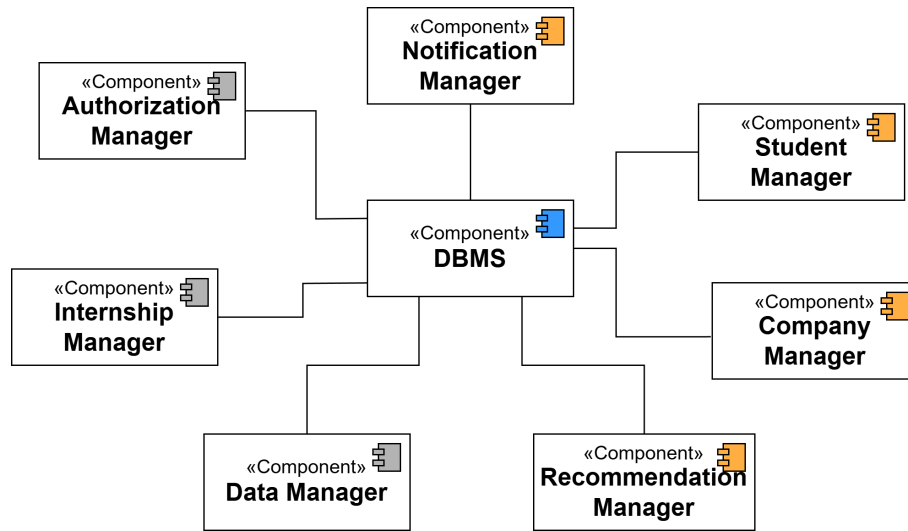 «Component»
Notification
Manager
«Component»
Authorization
Manager
«Component»
Student
Manager
«Component»
DBMS
«Component»
Internship
Manager
«Component»
Company
Manager
«Component»
Data Manager
«Component»
Recommendation
Manager